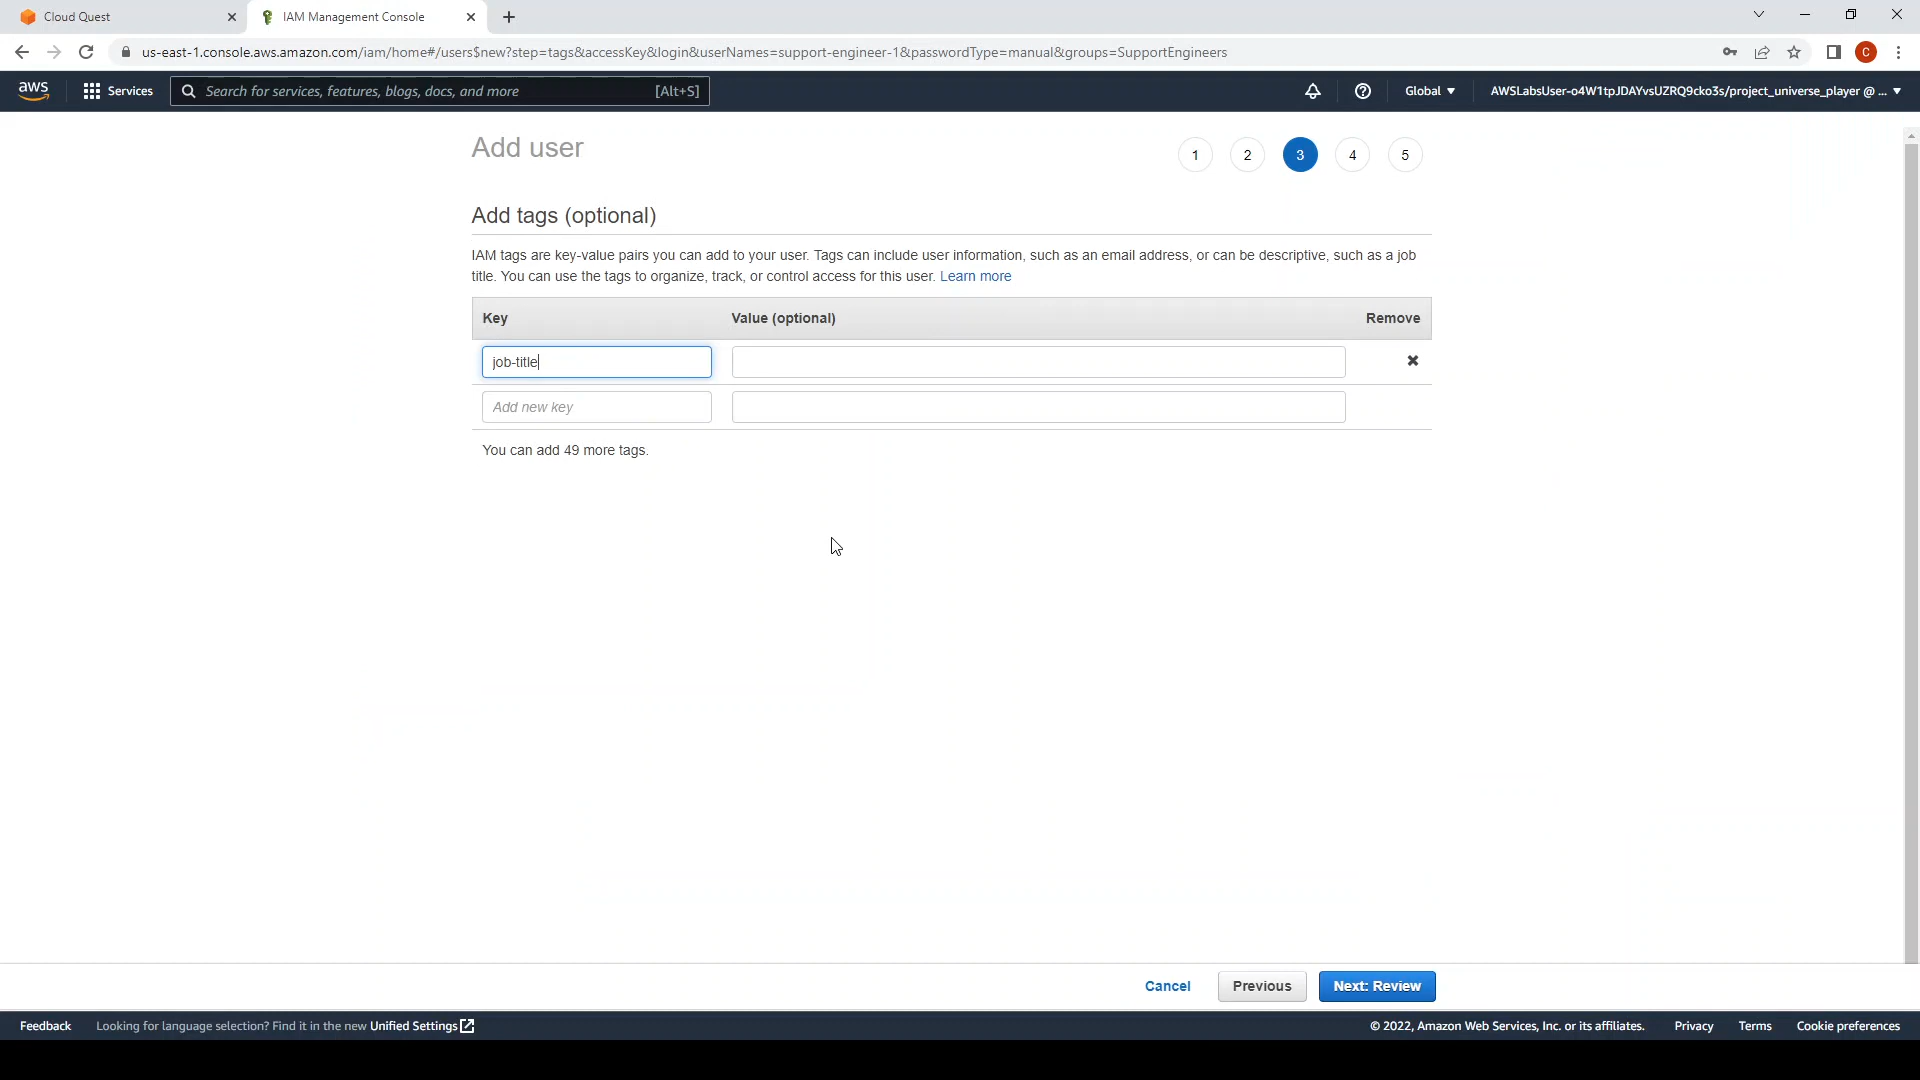 Cloud Quest
IAM Management Console
us-east-1.console.aws.amazon.com/iam/home#/users$new?step=tags&accessKey&login&userNames=support-engineer-1&passwordType=manual&groups=SupportEngineers
C
aws
Services
Search for services, features, blogs, docs, and more
[Alt+S]
Global
AWSLabsUser-o4W1tpJDAYvsUZRQ9cko3s/project_universe_player @ ...
Add user
1
2
3
4
5
Add tags (optional)
IAM tags are key-value pairs you can add to your user. Tags can include user information, such as an email address, or can be descriptive, such as a job
title. You can use the tags to organize, track, or control access for this user. Learn more
Key
Value (optional)
Remove
job-title
Add new key
You can add 49 more tags.
Cancel
Previous
Next: Review
Feedback
Looking for language selection? Find it in the new Unified Settings
© 2022, Amazon Web Services, Inc. or its affiliates.
Privacy
Terms
Cookie preferences